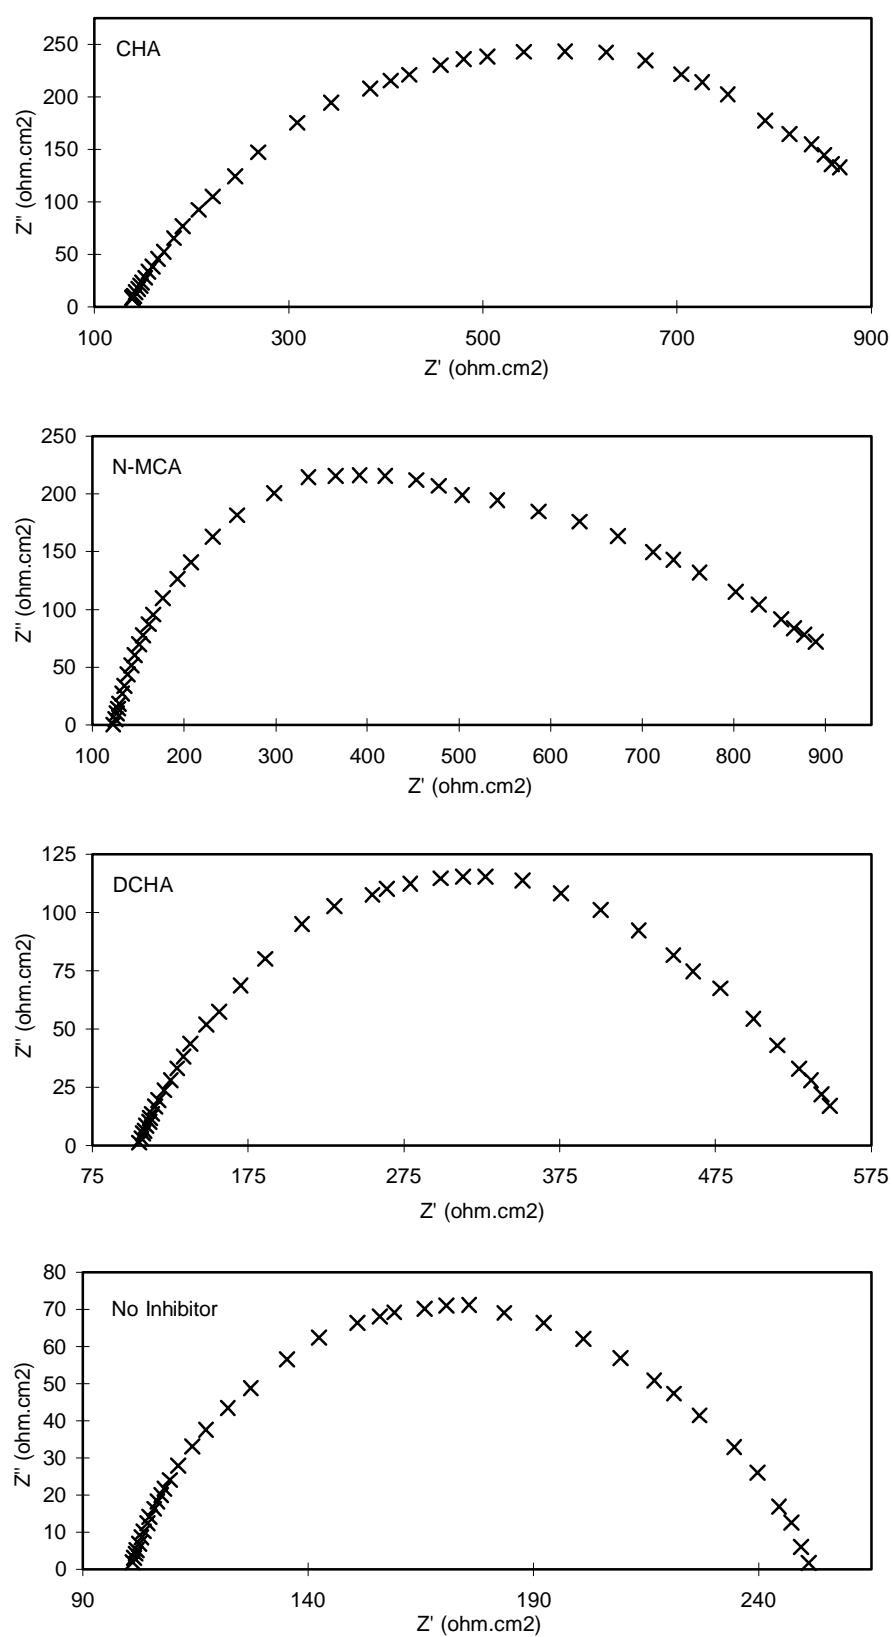 CHA
250
200
150
100
50
0
Z" (ohm.cm2)
100 300 500 700 900
Z' (ohm.cm2)
N-MCA
250
200
150
100
50
0
Z" (ohm.cm2)
100 200 300 400 500 600 700 800 900
Z' (ohm.cm2)
DCHA
125
100
75
50
25
0
Z" (ohm.cm2)
75 175 275 375 475 575
Z' (ohm.cm2)
No Inhibitor
80
70
60
50
40
30
20
10
0
Z" (ohm.cm2)
90 140 190 240
Z' (ohm.cm2)